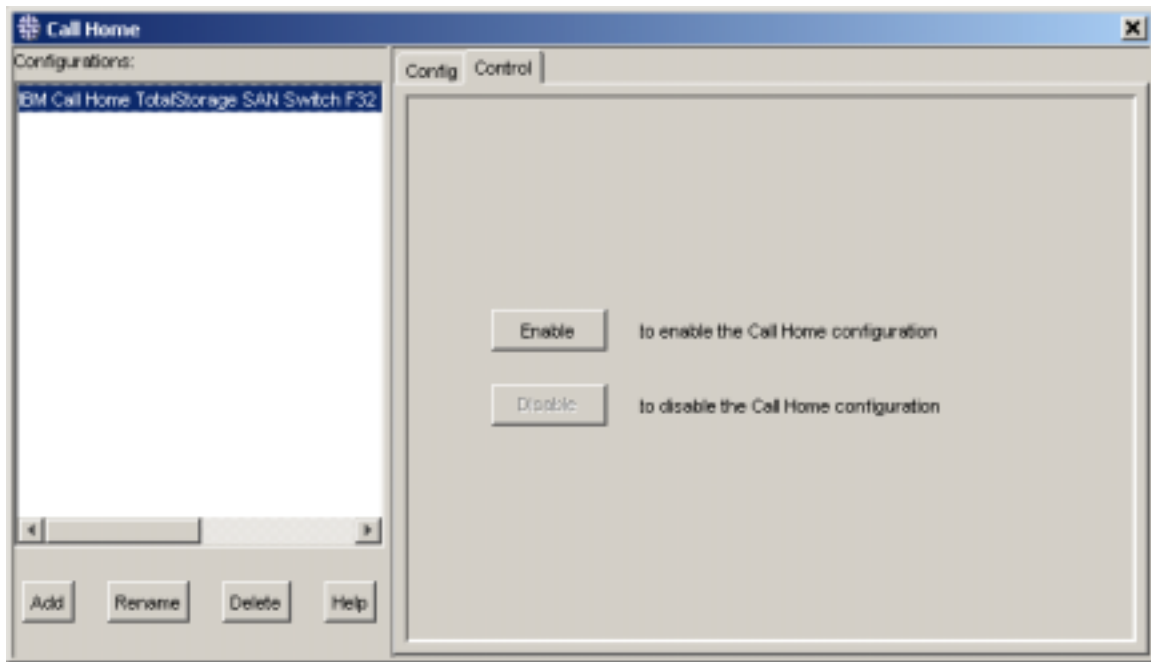 Call Home
Configurations:
IBM Call Home TotalStorage SAN Switch F32
Config Control
Enable to enable the Call Home configuration
Disable to disable the Call Home configuration
Add Rename Delete Help